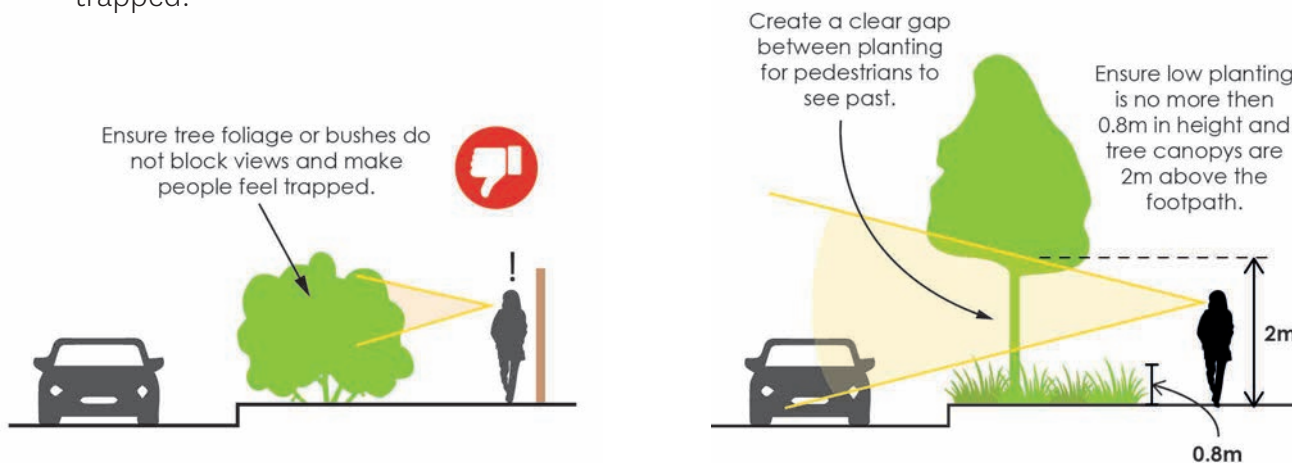 trapped.
Ensure tree foliage or bushes do
not block views and make
people feel trapped.
!
Create a clear gap
between planting
for pedestrians to
see past.
Ensure low planting
is no more then
0.8m in height and
tree canopys are
2m above the
footpath.
2m
0.8m